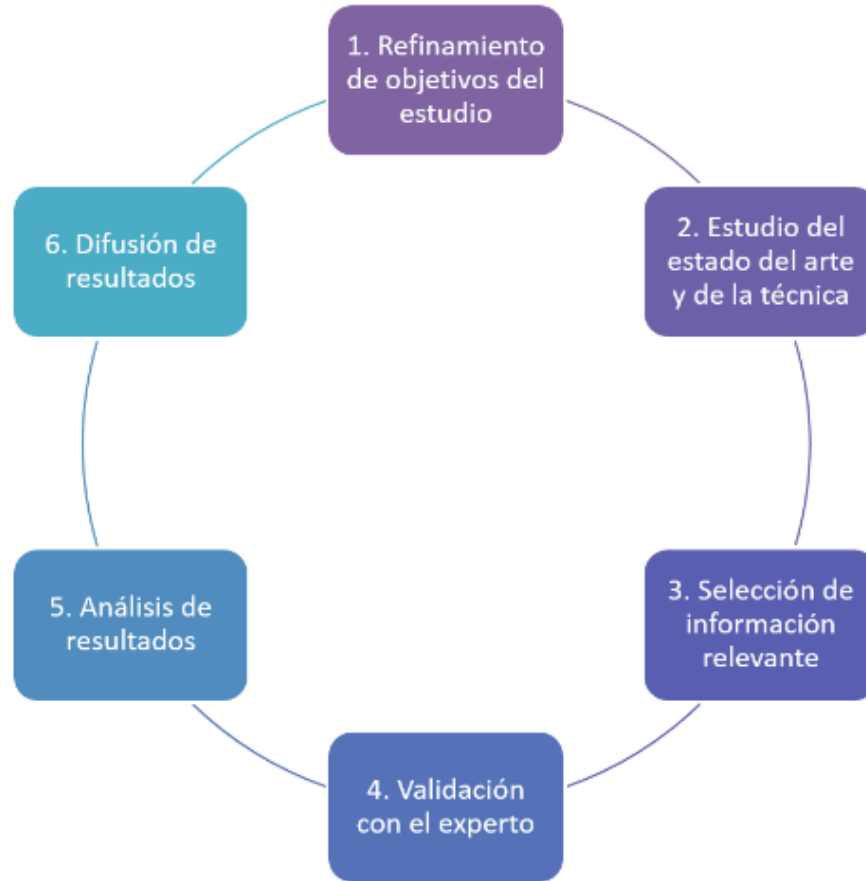 1. Refinamiento
de objetivos del
estudio
2. Estudio del
estado del arte
y de la técnica
3. Selección de
información
relevante
4. Validación
con el experto
5. Análisis de
resultados
6. Difusión de
resultados